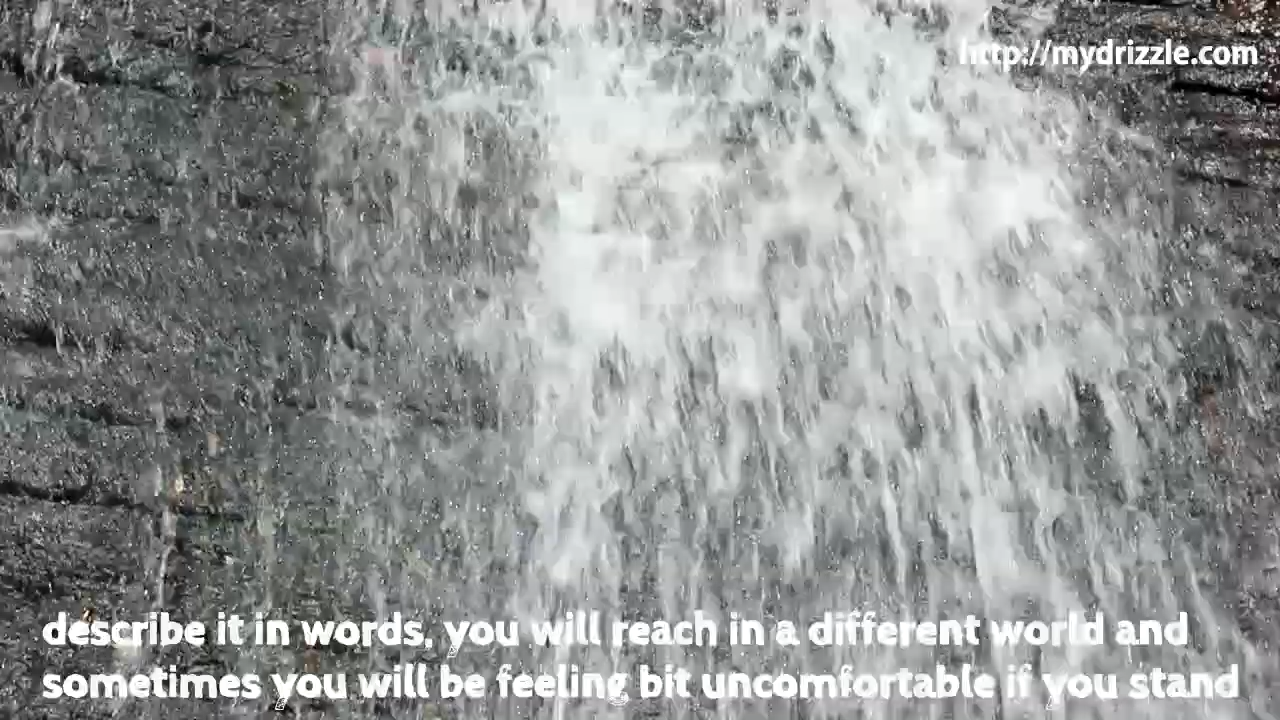 http://mydrizzle.com
describe it in words, you will reach in a different world and
sometimes you will be feeling bit uncomfortable if you stand